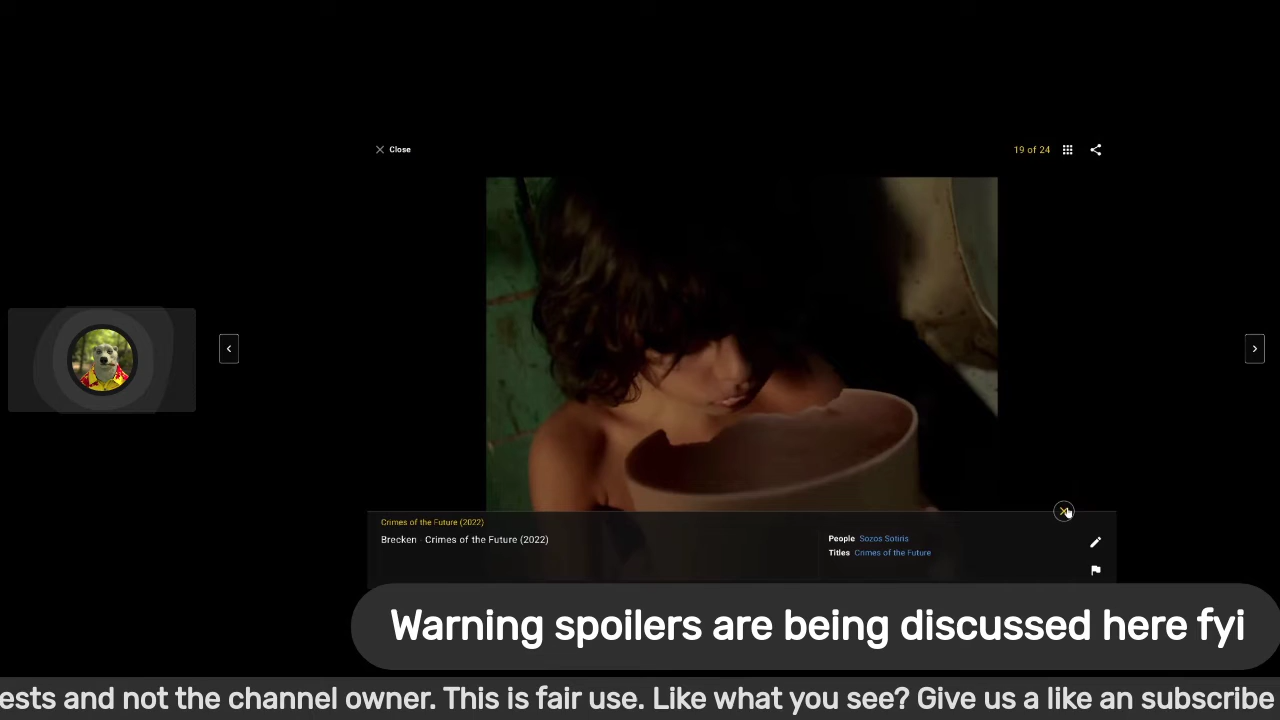 Close
19 of 24
Crimes of the Future (2022)
Brecken - Crimes of the Future (2022)
People Sozos Sotiris
Titles Crimes of the Future
Warning spoilers are being discussed here fyi
ests and not the channel owner. This is fair use. Like what you see? Give us a like an subscribe